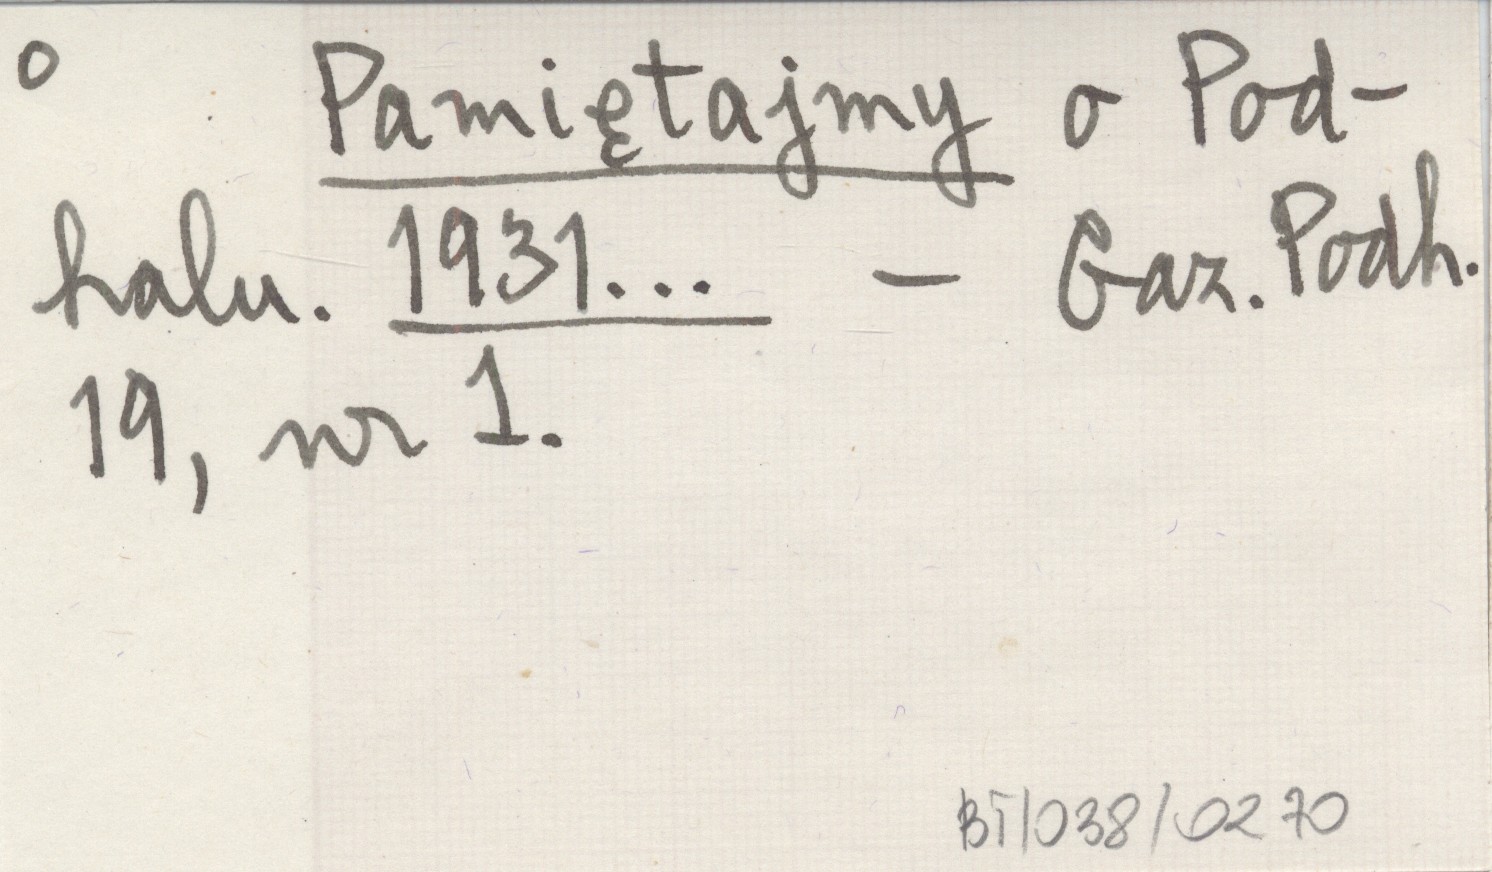 o Pamiętajmy o Pod-
halu. 1931... - Gaz. Podh.
19, nr 1.
BT/038/0270